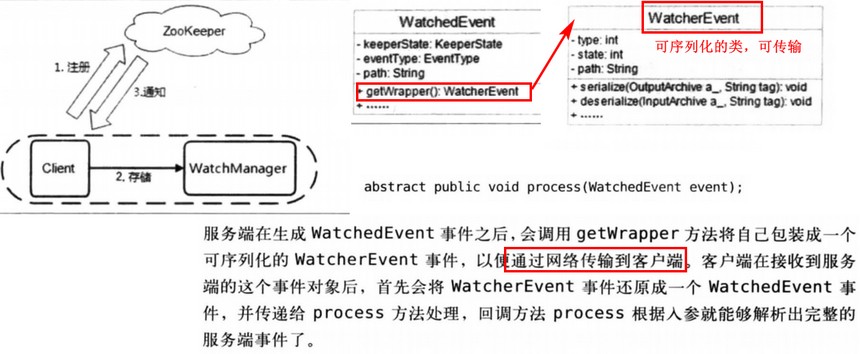 ZooKeeper
1. 注册
3.通知
Client
2. 存储
WatchManager
WatchedEvent
- keeperState: KeeperState
- eventType: EventType
- path: String
+ getWrapper(): WatcherEvent
+ ......
WatcherEvent
可序列化的类，可传输
- type: int
- state: int
- path: String
+ serialize(OutputArchive a_, String tag): void
+ deserialize(InputArchive a_, String tag): void
+ ......
abstract public void process(WatchedEvent event);
服务端在生成 WatchedEvent 事件之后，会调用 getWrapper 方法将自己包装成一个
可序列化的 WatcherEvent 事件，以便通过网络传输到客户端。客户端在接收到服务
端的这个事件对象后，首先会将 WatcherEvent 事件还原成一个 WatchedEvent 事
件，并传递给 process 方法处理，回调方法 process 根据入参就能够解析出完整的
服务端事件了。